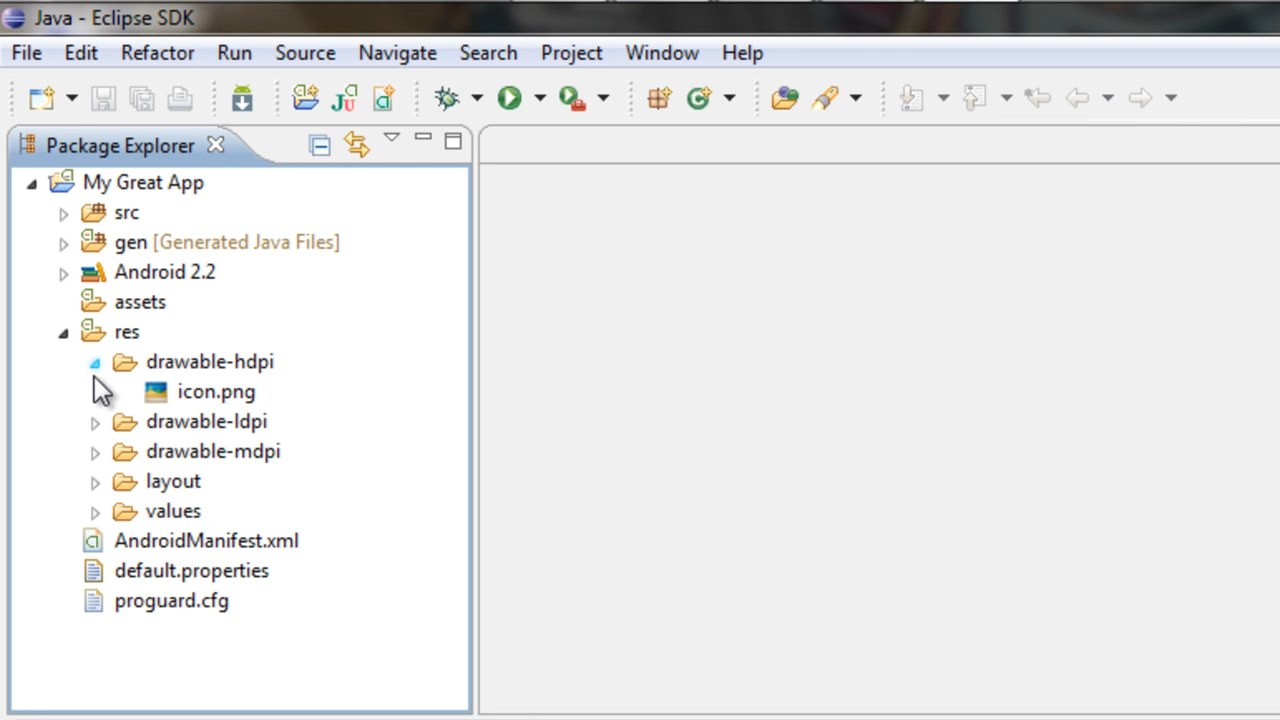 Java - Eclipse SDK
File Edit Refactor Run Source Navigate Search Project Window Help
Package Explorer
My Great App
src
gen [Generated Java Files]
Android 2.2
assets
res
drawable-hdpi
icon.png
drawable-ldpi
drawable-mdpi
layout
values
AndroidManifest.xml
default.properties
proguard.cfg